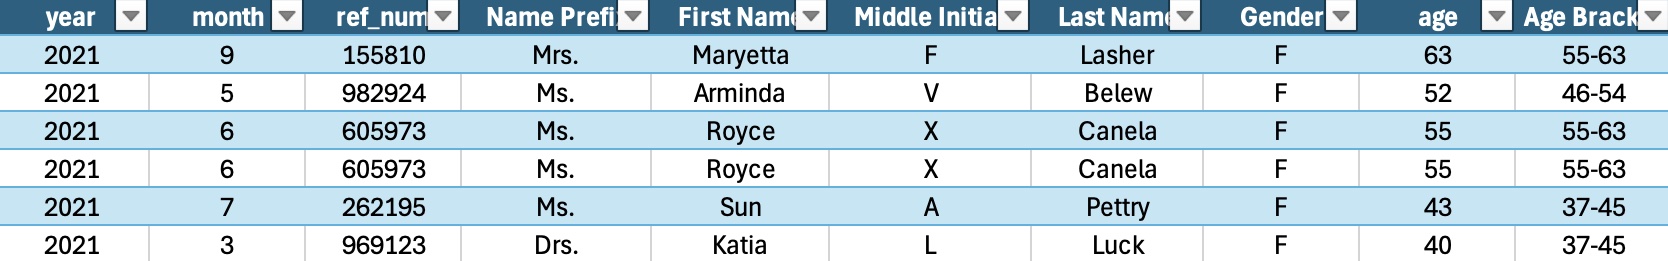 year month ref_num Name Prefi First Name Middle Initia Last Name Gender age Age Brack
2021 9 155810 Mrs. Maryetta F Lasher F 63 55-63
2021 5 982924 Ms. Arminda V Belew F 52 46-54
2021 6 605973 Ms. Royce X Canela F 55 55-63
2021 6 605973 Ms. Royce X Canela F 55 55-63
2021 7 262195 Ms. Sun A Pettry F 43 37-45
2021 3 969123 Drs. Katia L Luck F 40 37-45